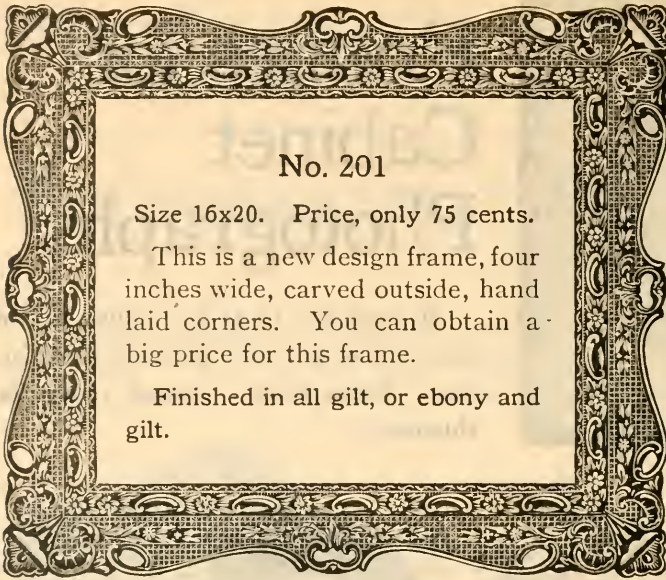 No. 201
Size 16x20. Price, only 75 cents.
This is a new design frame, four
inches wide, carved outside, hand
laid corners. You can obtain a
big price for this frame.
Finished in all gilt, or ebony and
gilt.